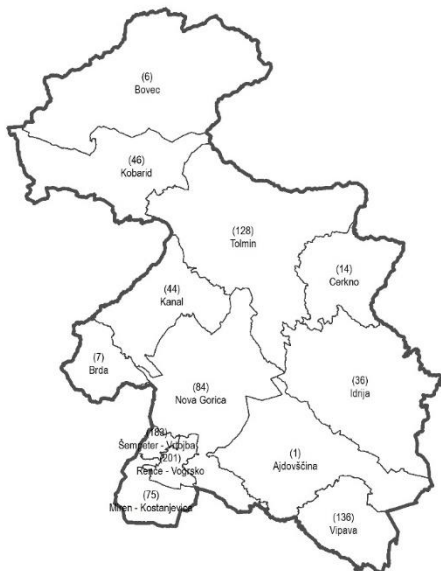 (6)
Bovec
(46)
Kobarid
(128)
Tolmin
(14)
Cerkno
(44)
Kanal
(7)
Brda
(84)
Nova Gorica
(36)
Idrija
(183)
Šempeter - Vrtojba
(201)
Renče - Vogrsko
(1)
Ajdovščina
(75)
Miren - Kostanjevica
(136)
Vipava